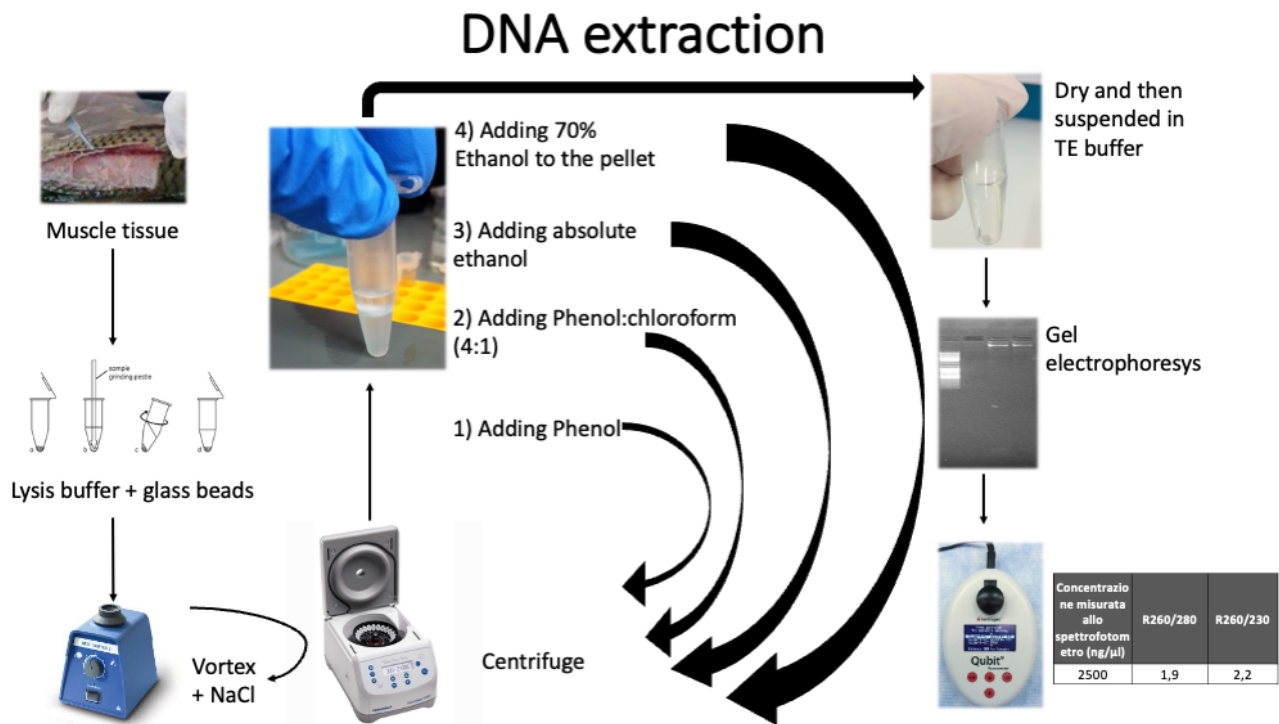 DNA extraction
Muscle tissue
sample
grinding pestle
a
b
c
d
Lysis buffer + glass beads
Vortex
+ NaCl
Centrifuge
4) Adding 70%
Ethanol to the pellet
3) Adding absolute
ethanol
2) Adding Phenol:chloroform
(4:1)
1) Adding Phenol
Dry and then
suspended in
TE buffer
Gel
electrophoresys
Qubit
Concentrazio
ne misurata
allo
spettrofotom
etro (ng/µl)
R260/280
R260/230
2500
1,9
2,2